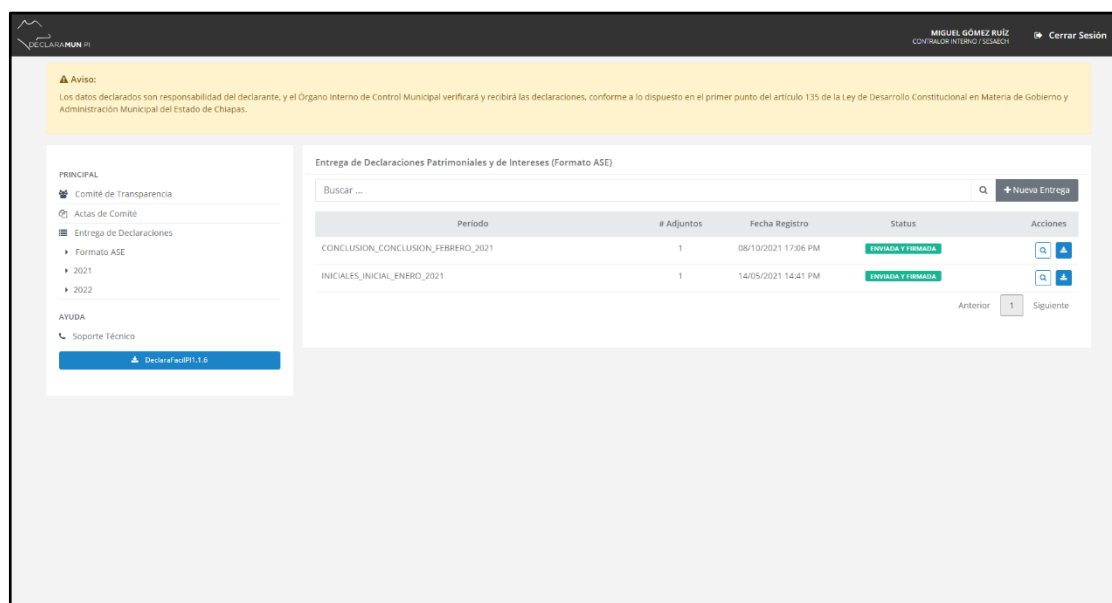 DECLARAMUN PI
MIGUEL GÓMEZ RUÍZ
CONTRALOR INTERNO / SESAECH
Cerrar Sesión
Aviso:
Los datos declarados son responsabilidad del declarante, y el Órgano Interno de Control Municipal verificará y recibirá las declaraciones, conforme a lo dispuesto en el primer punto del artículo 135 de la Ley de Desarrollo Constitucional en Materia de Gobierno y
Administración Municipal del Estado de Chiapas.
PRINCIPAL
Comité de Transparencia
Actas de Comité
Entrega de Declaraciones
Formato ASE
2021
2022
AYUDA
Soporte Técnico
DeclaraFacilPI1.1.6
Entrega de Declaraciones Patrimoniales y de Intereses (Formato ASE)
Buscar ...
+Nueva Entrega
Período # Adjuntos Fecha Registro Status Acciones
CONCLUSION_CONCLUSION_FEBRERO_2021 1 08/10/2021 17:06 PM ENVIADA Y FIRMADA
INICIALES_INICIAL_ENERO_2021 1 14/05/2021 14:41 PM ENVIADA Y FIRMADA
Anterior 1 Siguiente